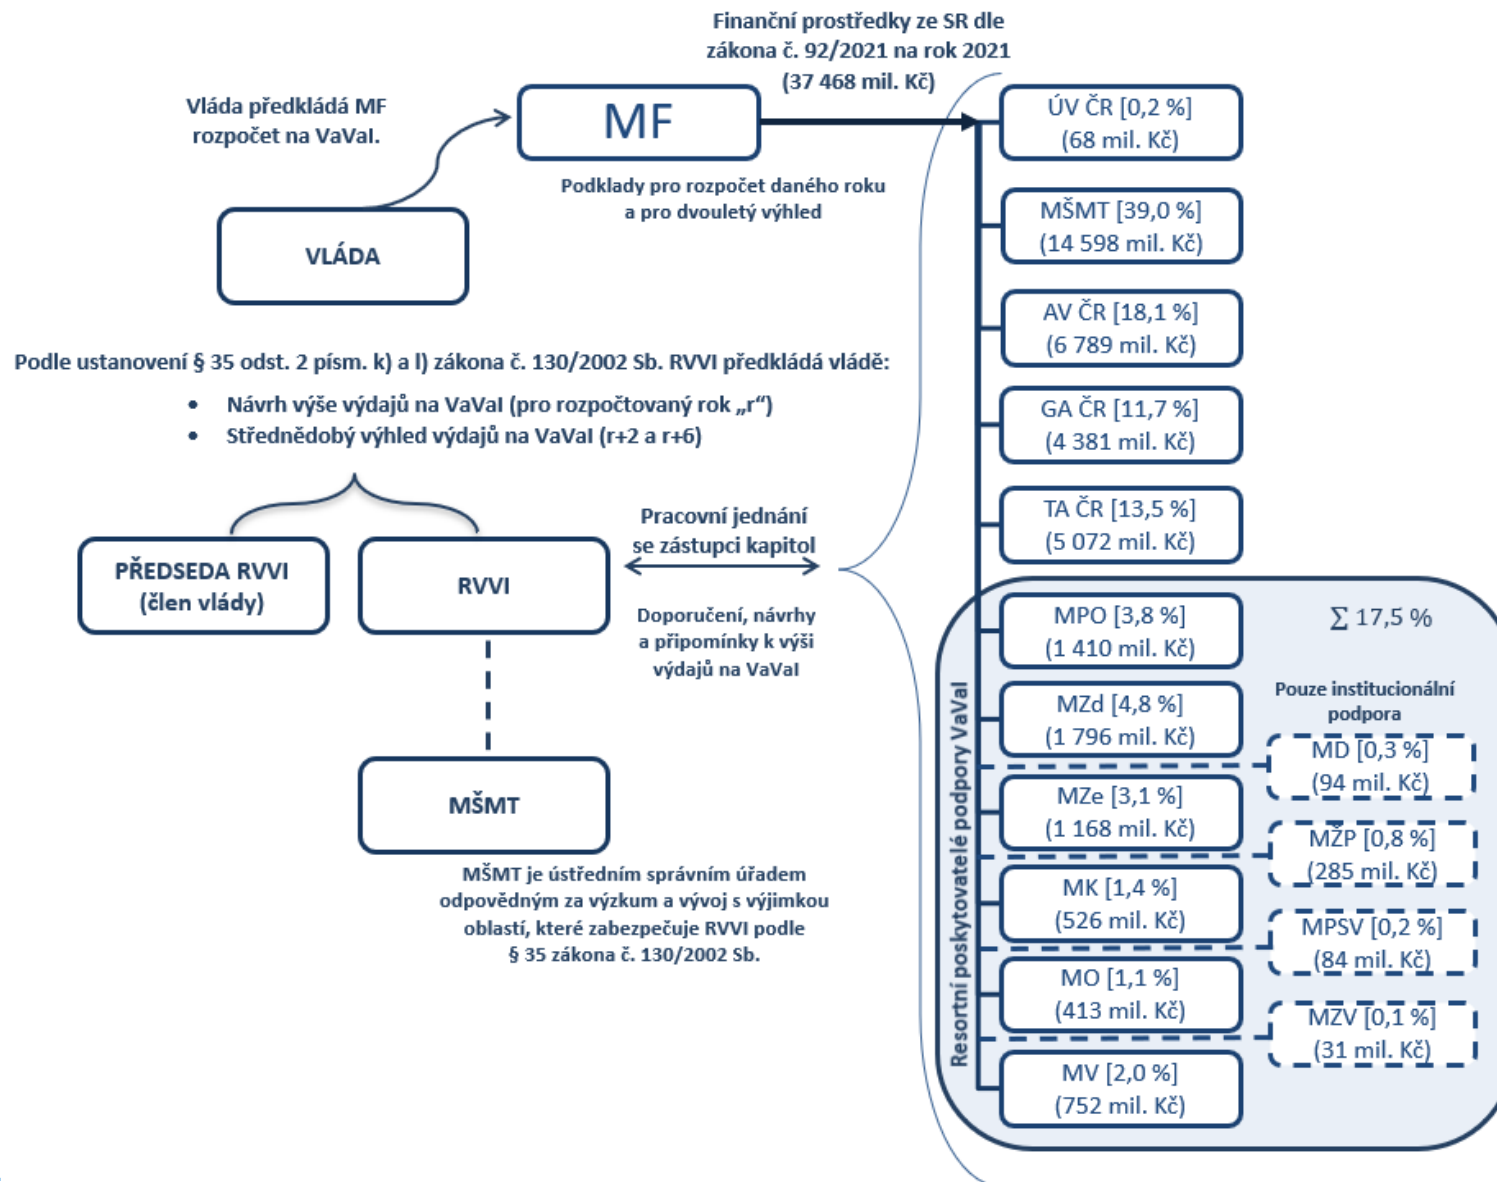 Finanční prostředky ze SR dle
zákona č. 92/2021 na rok 2021
(37 468 mil. Kč)
Vláda předkládá MF
rozpočet na VaVaI.
MF
Podklady pro rozpočet daného roku
a pro dvouletý výhled
VLÁDA
Podle ustanovení § 35 odst. 2 písm. k) a l) zákona č. 130/2002 Sb. RVVI předkládá vládě:
• Návrh výše výdajů na VaVaI (pro rozpočtovaný rok „r“)
• Střednědobý výhled výdajů na VaVaI (r+2 a r+6)
PŘEDSEDA RVVI
(člen vlády)
RVVI
Pracovní jednání
se zástupci kapitol
Doporučení, návrhy
a připomínky k výši
výdajů na VaVaI
MŠMT
MŠMT je ústředním správním úřadem
odpovědným za výzkum a vývoj s výjimkou
oblastí, které zabezpečuje RVVI podle
§ 35 zákona č. 130/2002 Sb.
ÚV ČR [0,2 %]
(68 mil. Kč)
MŠMT [39,0 %]
(14 598 mil. Kč)
AV ČR [18,1 %]
(6 789 mil. Kč)
GA ČR [11,7 %]
(4 381 mil. Kč)
TA ČR [13,5 %]
(5 072 mil. Kč)
Resortní poskytovatelé podpory VaVaI
MPO [3,8 %]
(1 410 mil. Kč)
MZd [4,8 %]
(1 796 mil. Kč)
MZe [3,1 %]
(1 168 mil. Kč)
MK [1,4 %]
(526 mil. Kč)
MO [1,1 %]
(413 mil. Kč)
MV [2,0 %]
(752 mil. Kč)
∑ 17,5 %
Pouze institucionální
podpora
MD [0,3 %]
(94 mil. Kč)
MŽP [0,8 %]
(285 mil. Kč)
MPSV [0,2 %]
(84 mil. Kč)
MZV [0,1 %]
(31 mil. Kč)